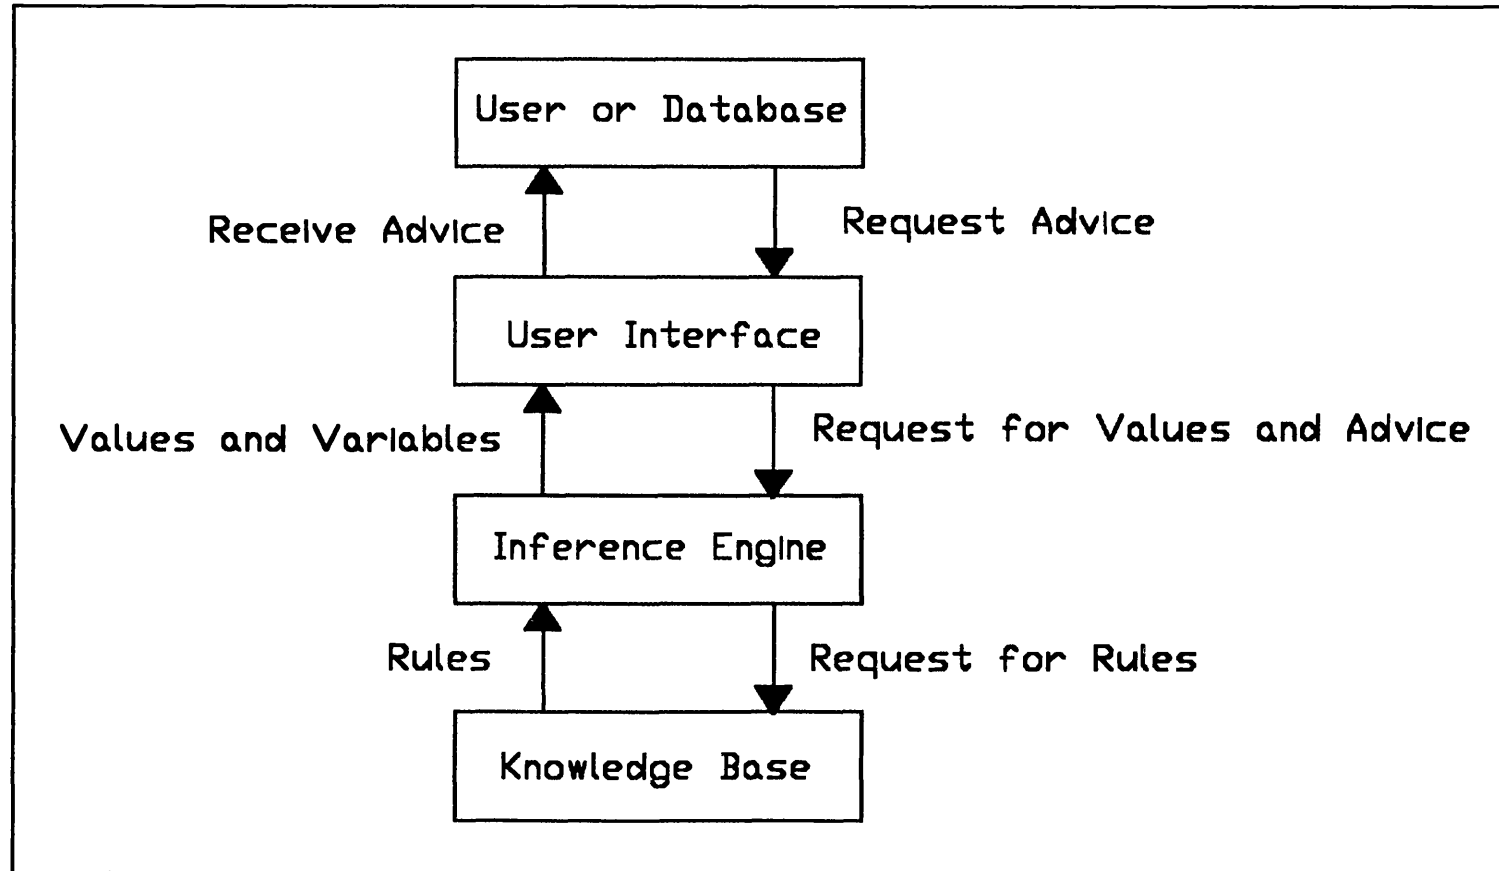 User or Database
Receive Advice
Request Advice
User Interface
Values and Variables
Request for Values and Advice
Inference Engine
Rules
Request for Rules
Knowledge Base